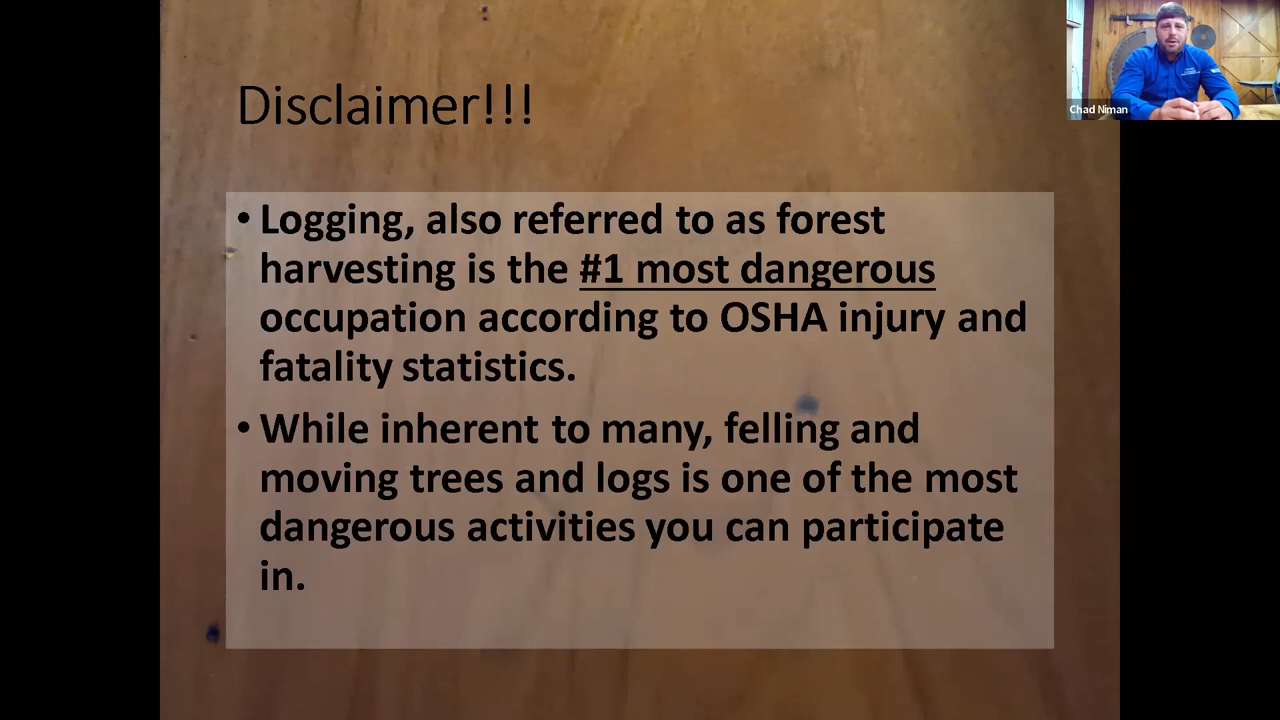 Disclaimer!!!
Chad Niman
• Logging, also referred to as forest
harvesting is the #1 most dangerous
occupation according to OSHA injury and
fatality statistics.
• While inherent to many, felling and
moving trees and logs is one of the most
dangerous activities you can participate
in.